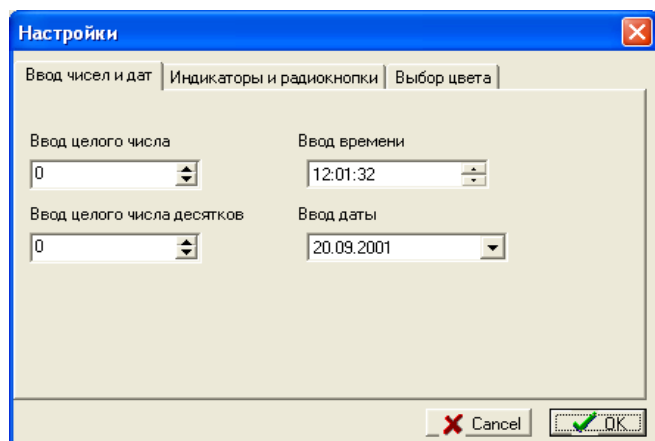 Настройки
Ввод чисел и дат Индикаторы и радиокнопки Выбор цвета
Ввод целого числа Ввод времени
0 12:01:32
Ввод целого числа десятков Ввод даты
0 20.09.2001
Cancel OK